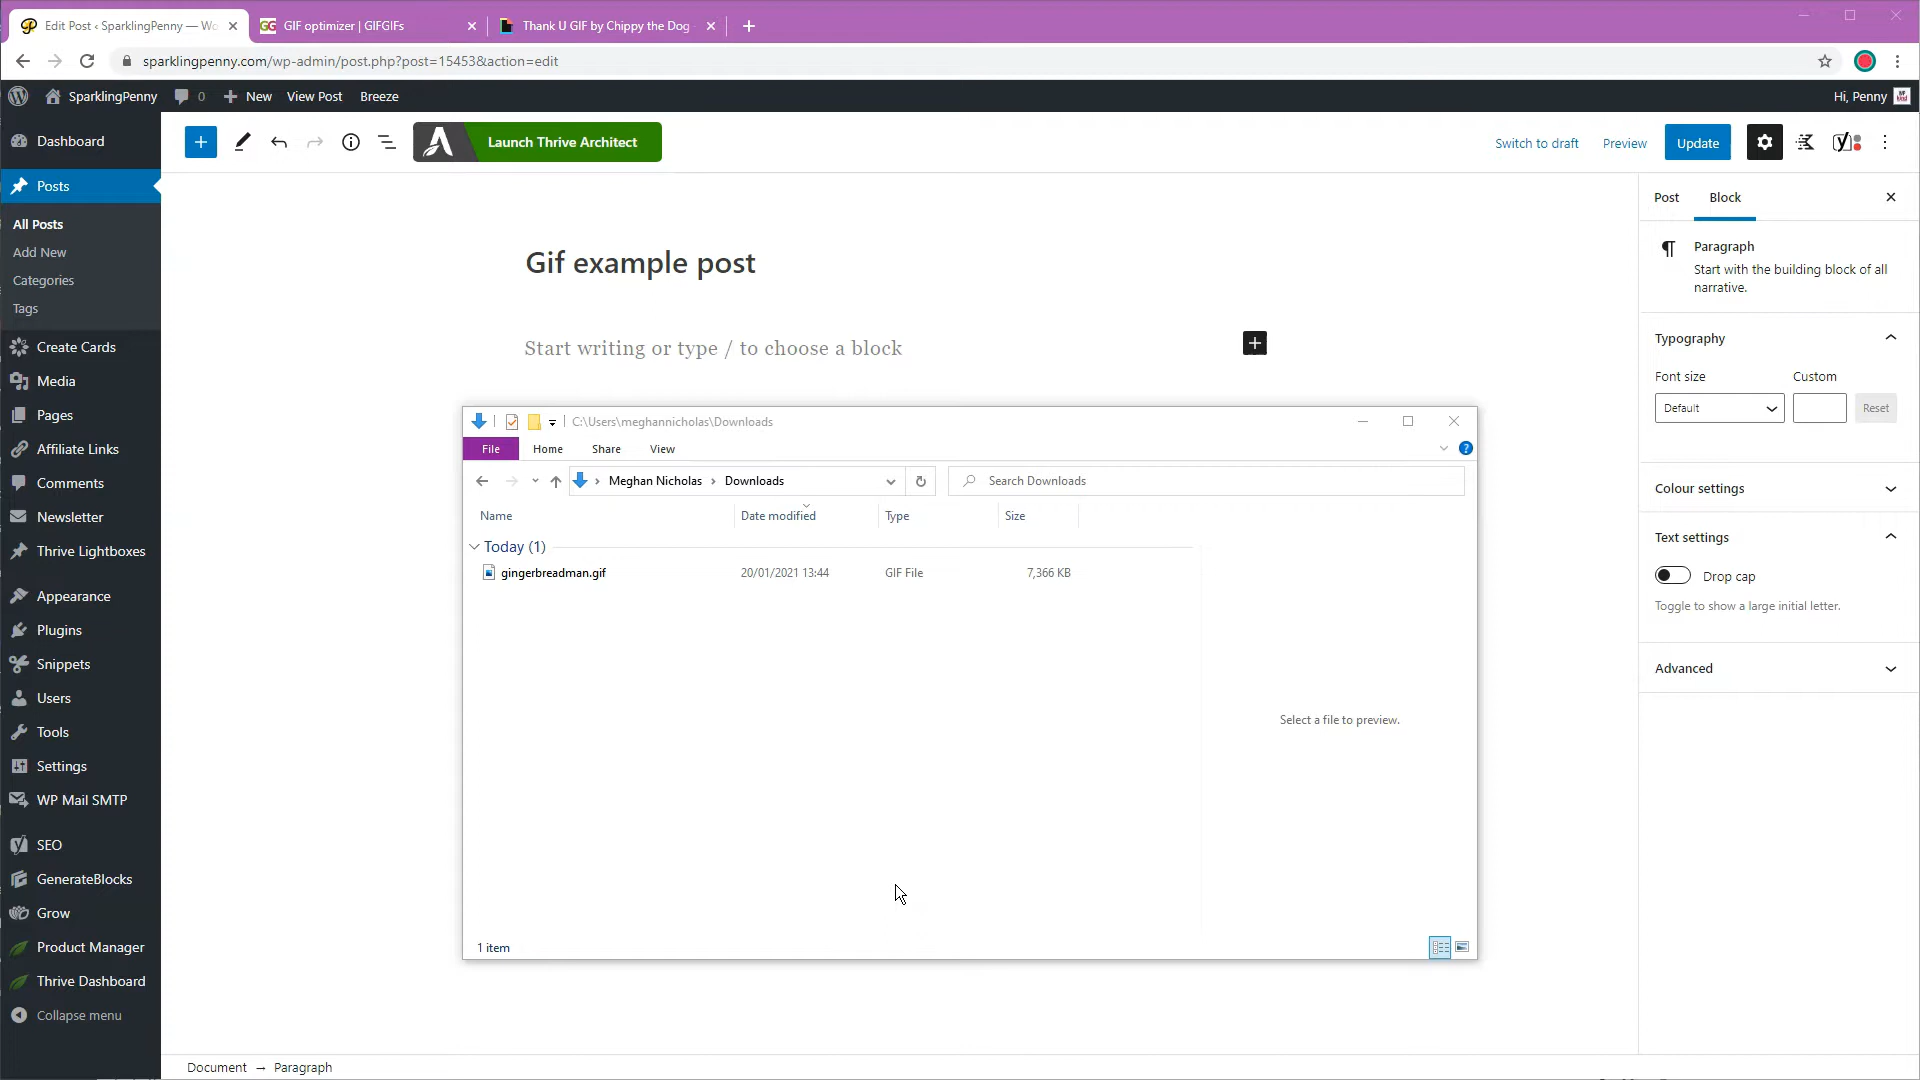 Edit Post ‹ SparklingPenny — Wo
GIF optimizer | GIFGIFs
Thank U GIF by Chippy the Dog
sparklingpenny.com/wp-admin/post.php?post=15453&action=edit
SparklingPenny
0
New
View Post
Breeze
Hi, Penny
Dashboard
Posts
All Posts
Add New
Categories
Tags
Create Cards
Media
Pages
Affiliate Links
Comments
Newsletter
Thrive Lightboxes
Appearance
Plugins
Snippets
Users
Tools
Settings
WP Mail SMTP
SEO
GenerateBlocks
Grow
Product Manager
Thrive Dashboard
Collapse menu
Launch Thrive Architect
Switch to draft
Preview
Update
Gif example post
Start writing or type / to choose a block
C:\Users\meghannicholas\Downloads
File
Home
Share
View
Meghan Nicholas
Downloads
Search Downloads
Name
Date modified
Type
Size
Today (1)
gingerbreadman.gif
20/01/2021 13:44
GIF File
7,366 KB
Select a file to preview.
1 item
Post
Block
Paragraph
Start with the building block of all
narrative.
Typography
Font size
Custom
Default
Reset
Colour settings
Text settings
Drop cap
Toggle to show a large initial letter.
Advanced
Document → Paragraph